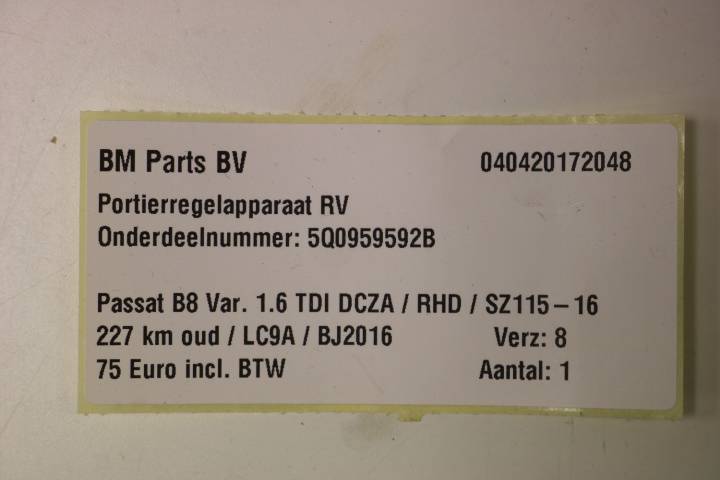 BM Parts BV 040420172048
Portierregelapparaat RV
Onderdeelnummer: 5Q0959592B
Passat B8 Var. 1.6 TDI DCZA / RHD / SZ115 – 16
227 km oud / LC9A / BJ2016 Verz: 8
75 Euro incl. BTW Aantal: 1